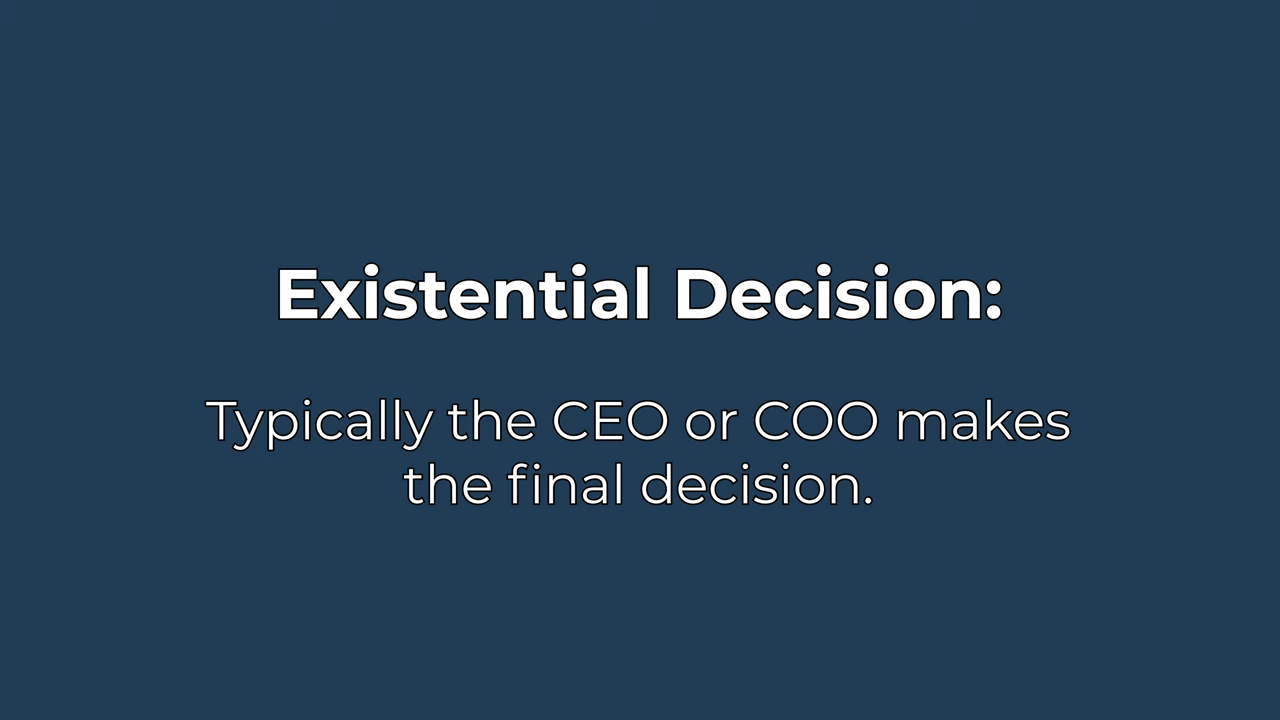 Existential Decision:
Typically the CEO or COO makes
the final decision.